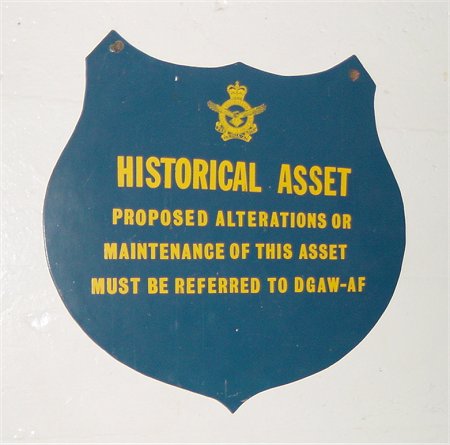 HISTORICAL ASSET
PROPOSED ALTERATIONS OR
MAINTENANCE OF THIS ASSET
MUST BE REFERRED TO DGAW-AF